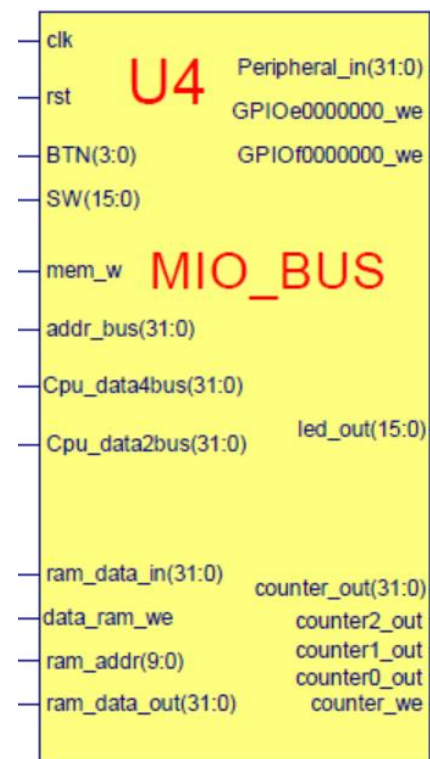 clk
U4
Peripheral_in(31:0)
rst
GPIOe0000000_we
BTN(3:0)
GPIOf0000000_we
SW(15:0)
mem_w
MIO_BUS
addr_bus(31:0)
Cpu_data4bus(31:0)
led_out(15:0)
Cpu_data2bus(31:0)
ram_data_in(31:0)
counter_out(31:0)
data_ram_we
counter2_out
counter1_out
ram_addr(9:0)
counter0_out
ram_data_out(31:0)
counter_we